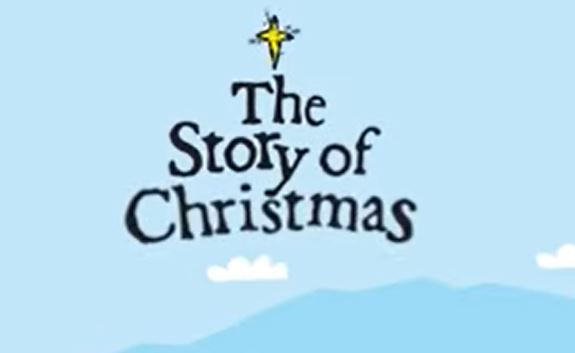 The
Story of
Christmas